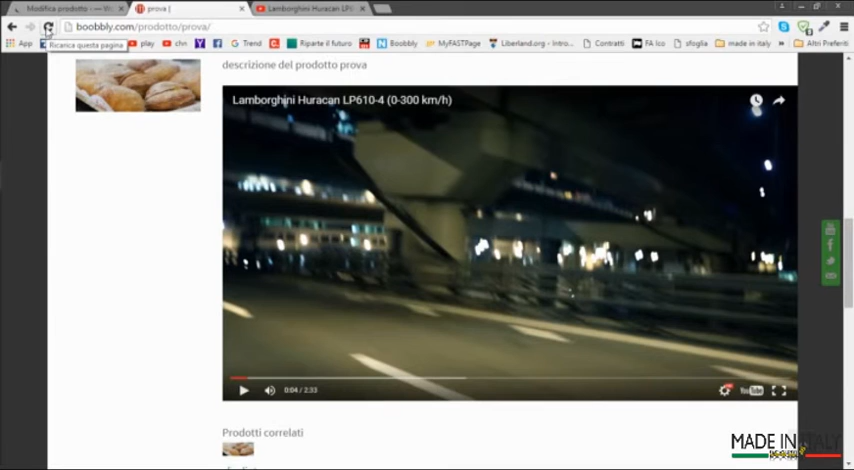 Modifica prodotto
prova |
Lamborghini Huracan LP
boobbly.com/prodotto/prova/
App
Ricarica questa pagina
play
chn
Trend
Riparte il futuro
Boobbly
MyFASTPage
Liberland.org - Intro...
Contratti
FA Ico
sfoglia
made in italy
»
Altri Preferiti
descrizione del prodotto prova
Lamborghini Huracan LP610-4 (0-300 km/h)
0:04 / 2:33
YouTube
Prodotti correlati
MADE IN ITALY